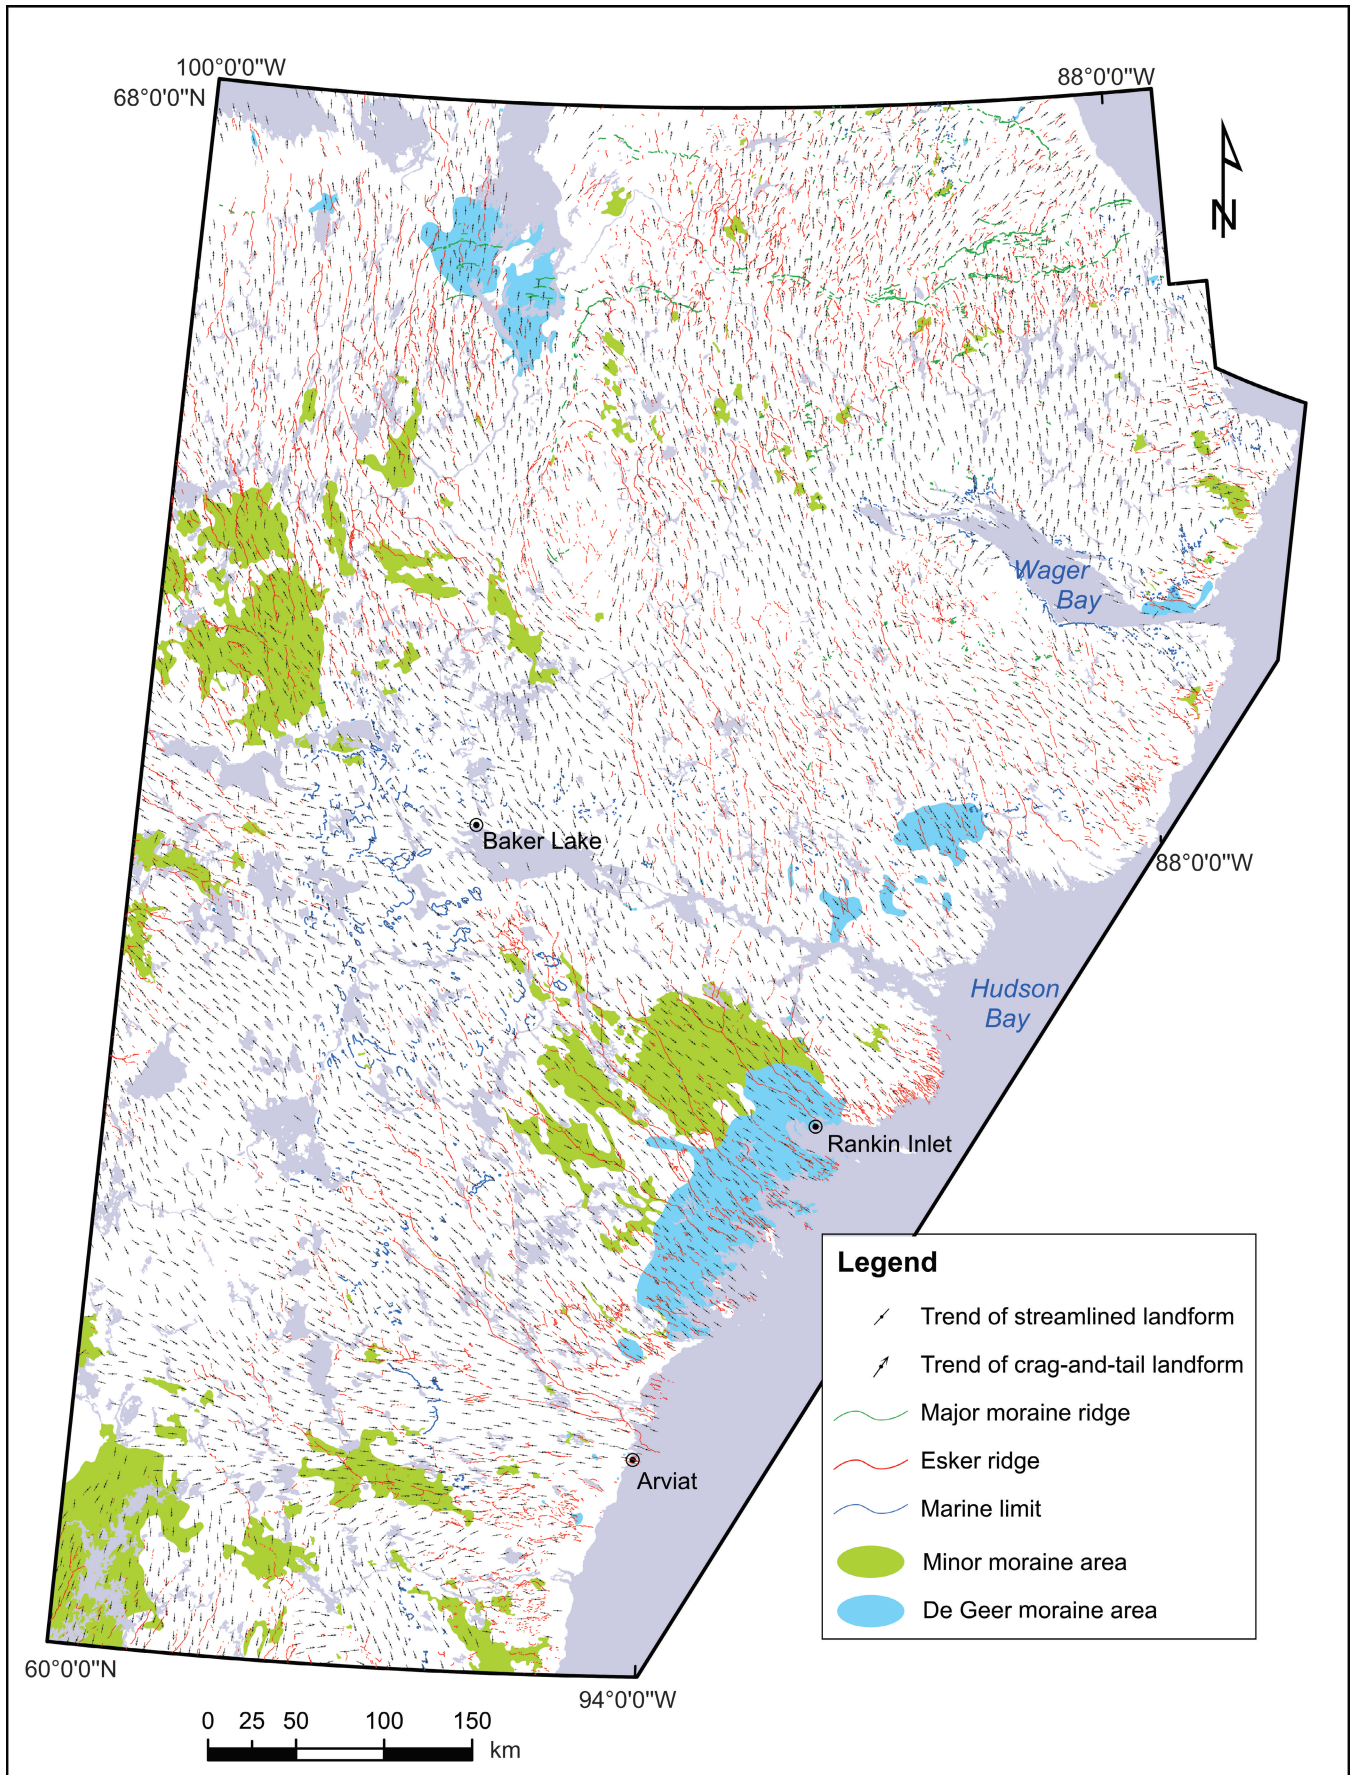 100°0'0"W
88°0'0"W
68°0'0"N
N
Wager
Bay
Baker Lake
88°0'0"W
Hudson
Bay
Rankin Inlet
Legend
Trend of streamlined landform
Trend of crag-and-tail landform
Major moraine ridge
Esker ridge
Marine limit
Minor moraine area
De Geer moraine area
Arviat
60°0'0"N
94°0'0"W
0 25 50 100 150
km